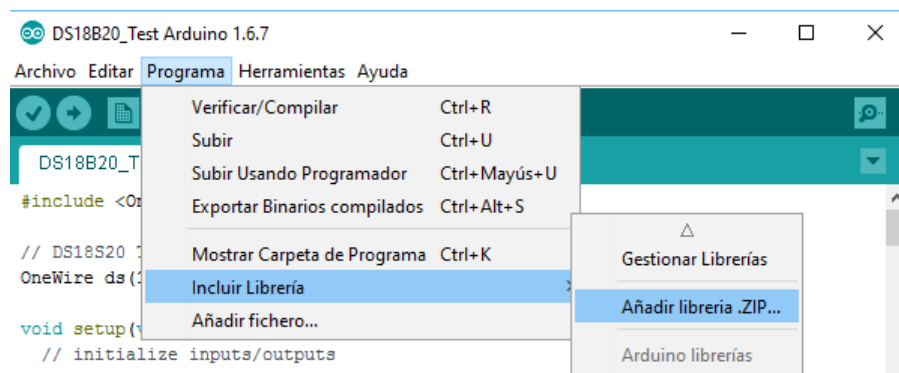 DS18B20_Test Arduino 1.6.7
Archivo Editar Programa Herramientas Ayuda
Verificar/Compilar Ctrl+R
Subir Ctrl+U
Subir Usando Programador Ctrl+Mayús+U
Exportar Binarios compilados Ctrl+Alt+S
Mostrar Carpeta de Programa Ctrl+K
Incluir Librería
Añadir fichero...
Gestionar Librerías
Añadir libreria .ZIP...
Arduino librerías
DS18B20_T
#include <On
// DS18S20 T
OneWire ds(1
void setup(v
// initialize inputs/outputs